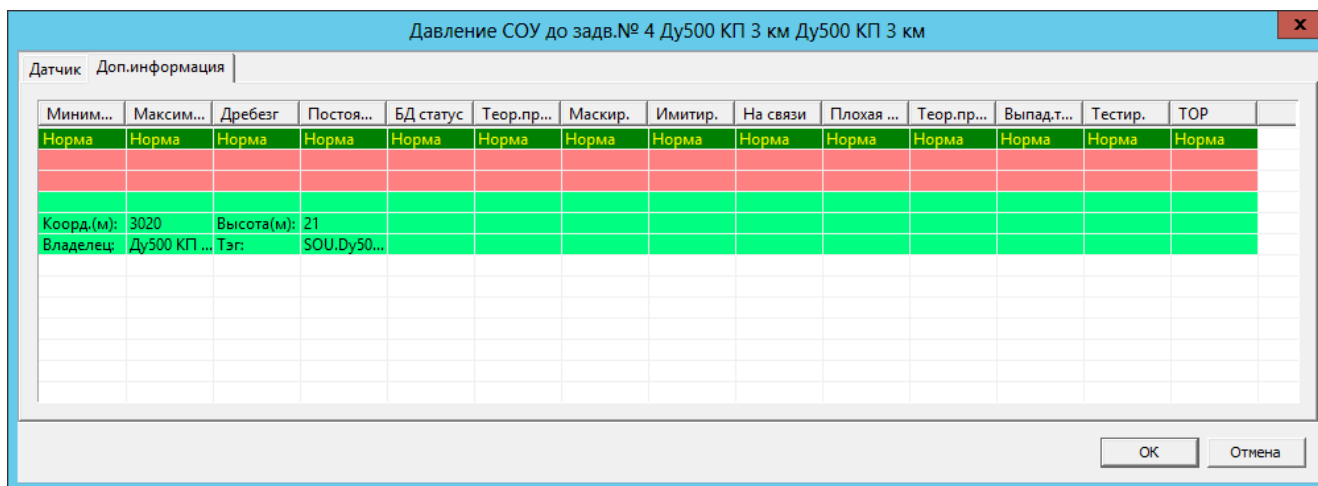 Давление СОУ до задв.№ 4 Ду500 КП 3 км Ду500 КП 3 км
x
Датчик Доп.информация
Миним... Максим... Дребезг Постоя... БД статус Теор.пр... Маскир. Имитир. На связи Плохая ... Теор.пр... Выпад.т... Тестир. ТОР
Норма Норма Норма Норма Норма Норма Норма Норма Норма Норма Норма Норма Норма Норма
Коорд.(м): 3020 Высота(м): 21
Владелец: Ду500 КП ... Тэг: SOU.Dy50...
ОК Отмена